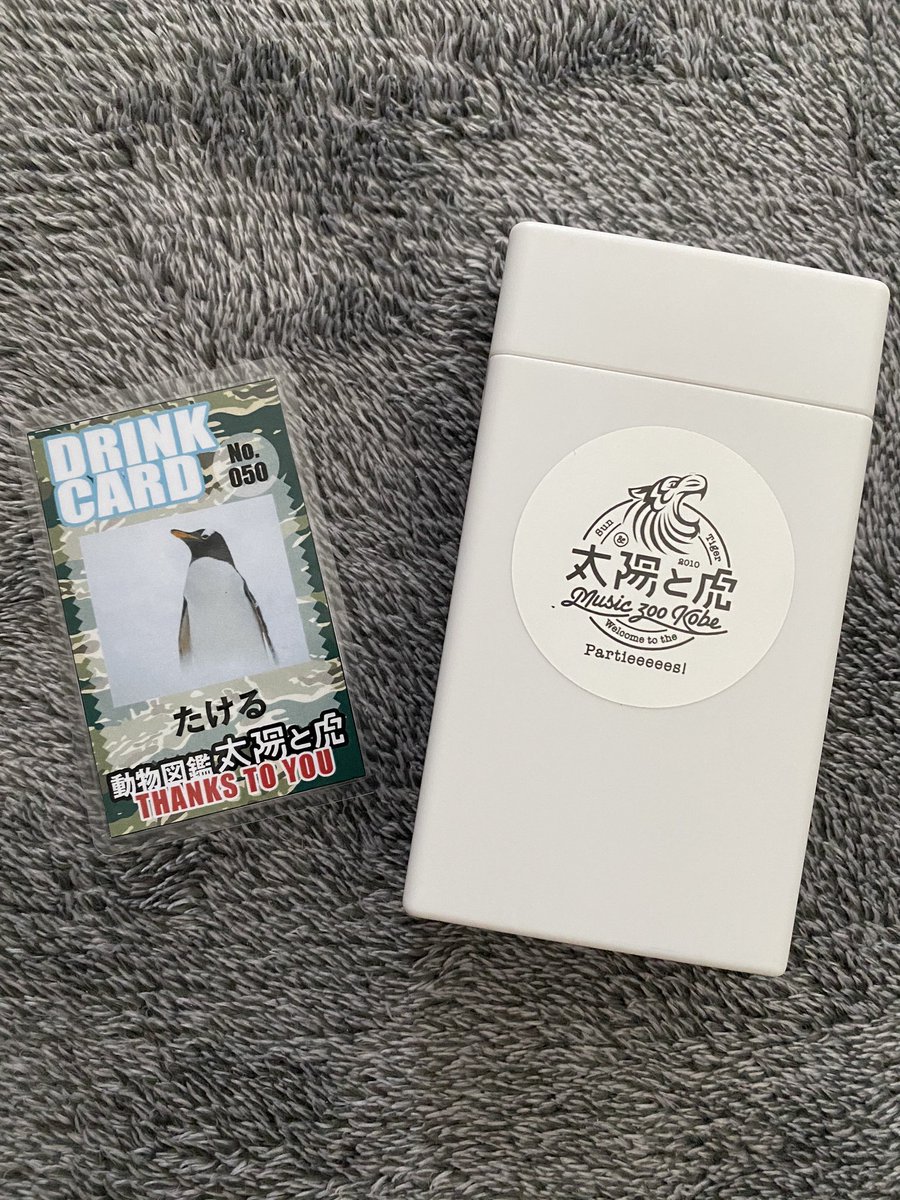 DRINK
CARD
No.
050
たける
動物図鑑 太陽と虎
THANKS TO YOU
Sun
Tiger
2010
太陽と虎
Music Zoo Kobe
Welcome to the
Partieeeees!